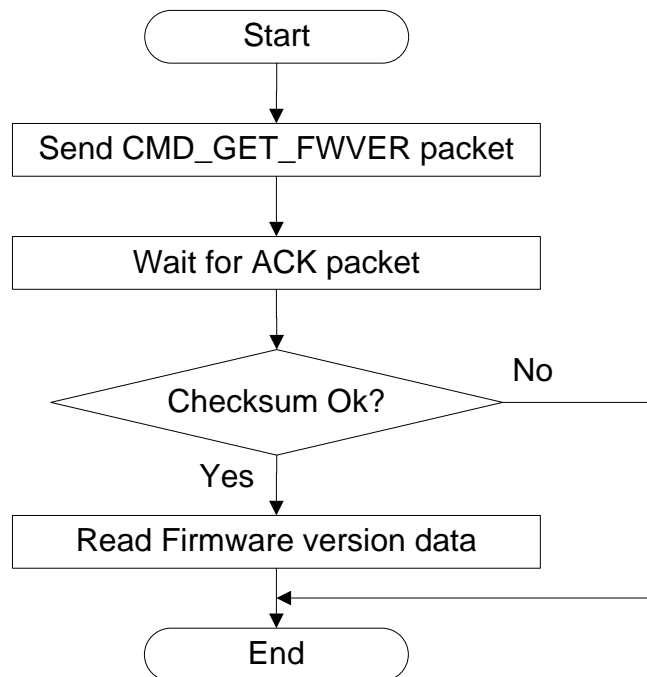 Start
Send CMD_GET_FWVER packet
Wait for ACK packet
Checksum Ok?
No
Yes
Read Firmware version data
End